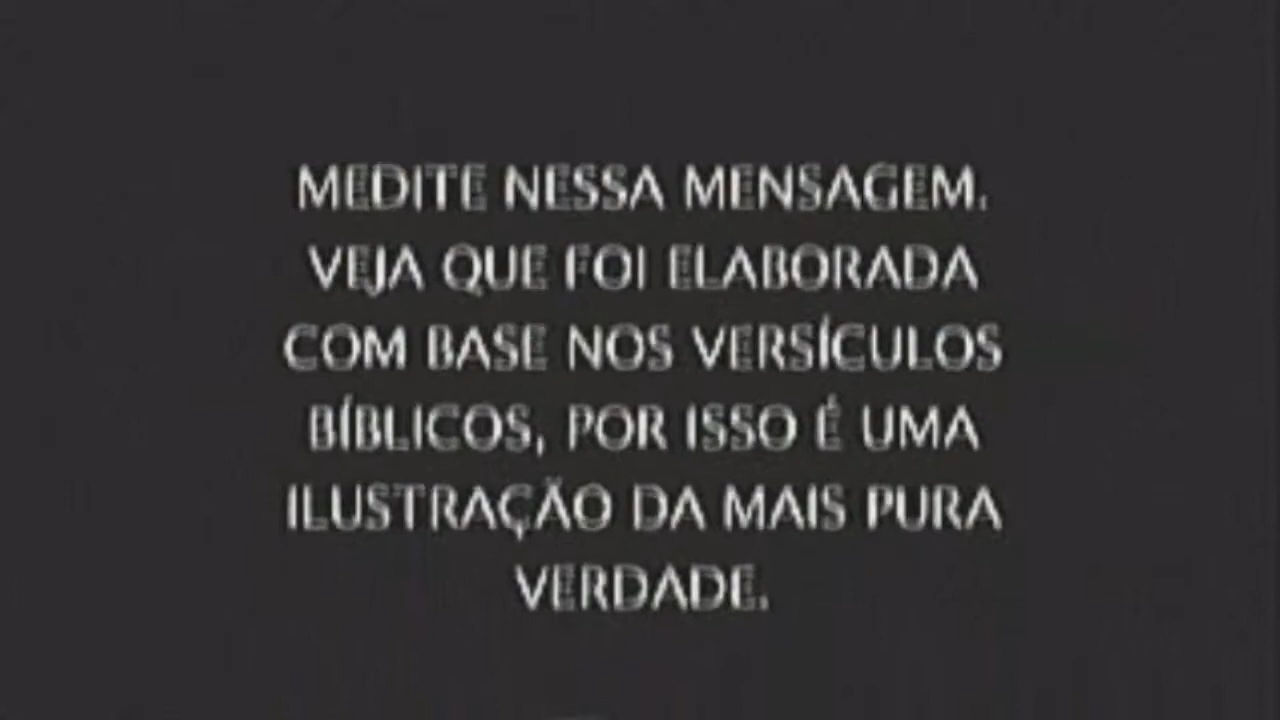 MEDITE NESSA MENSAGEM.
VEJA QUE FOI ELABORADA
COM BASE NOS VERSÍCULOS
BÍBLICOS, POR ISSO É UMA
ILUSTRAÇÃO DA MAIS PURA
VERDADE.